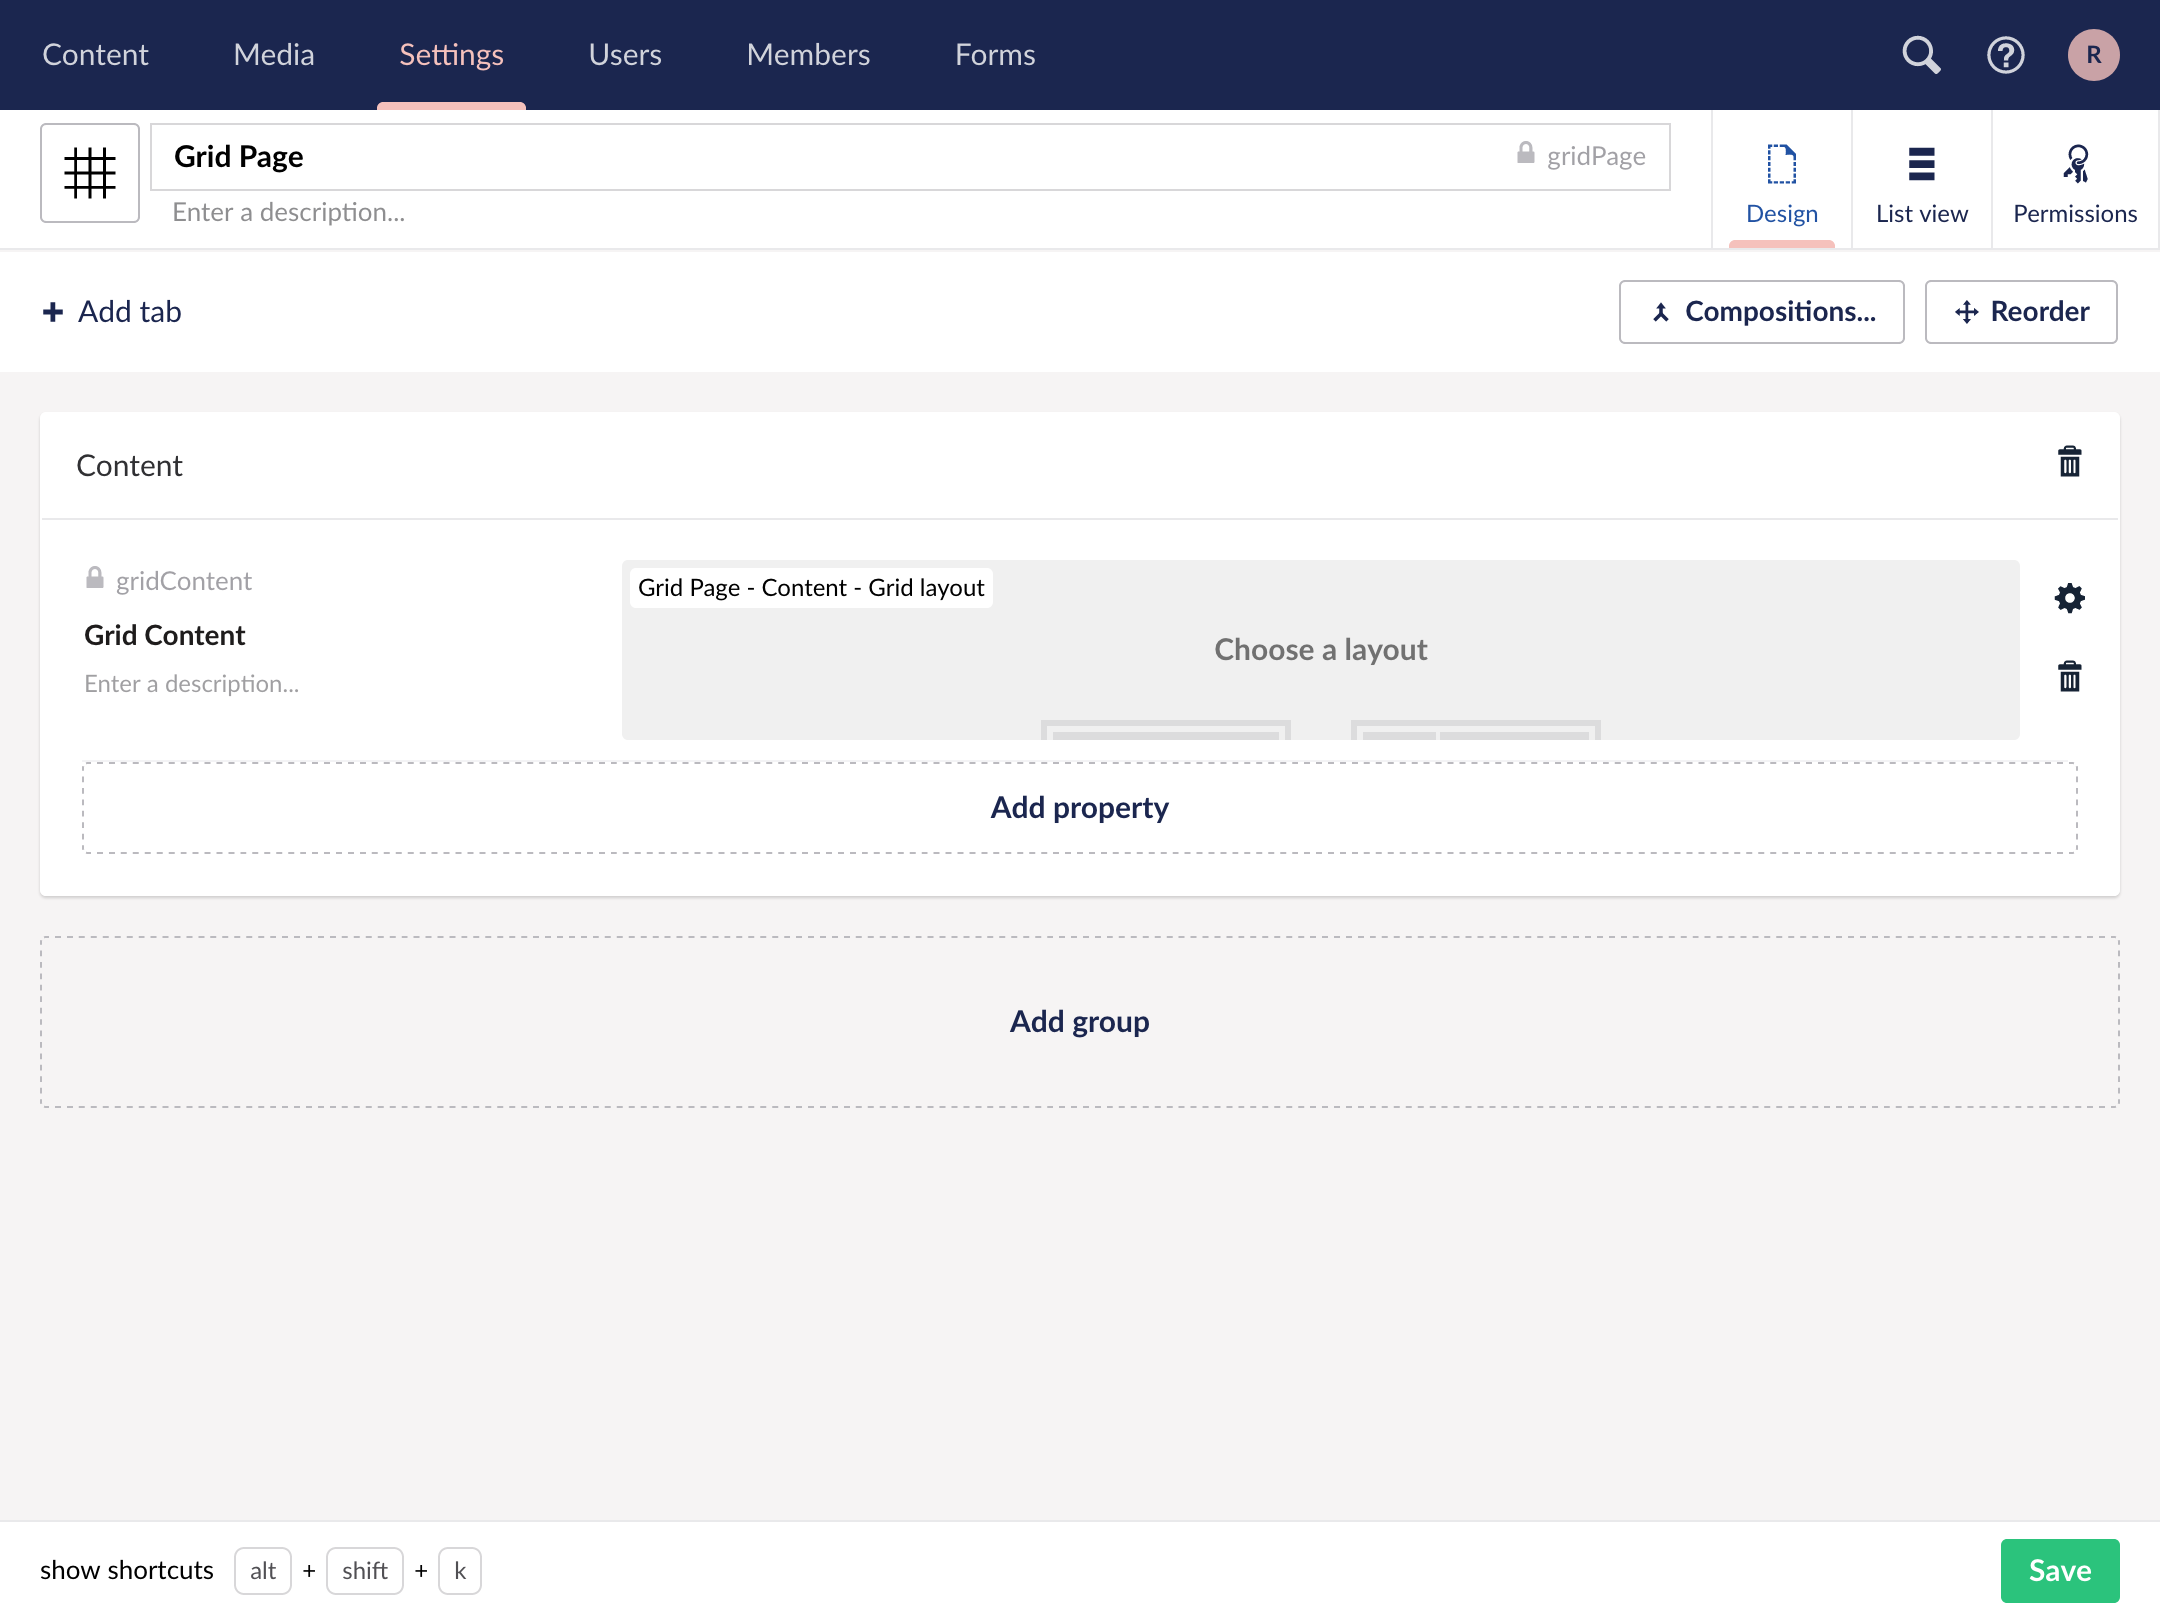 Content Media Settings Users Members Forms R
Grid Page gridPage
Enter a description...
Design List view Permissions
Add tab Compositions... Reorder
Content
gridContent
Grid Content
Enter a description...
Grid Page - Content - Grid layout
Choose a layout
Add property
Add group
show shortcuts alt + shift + k Save